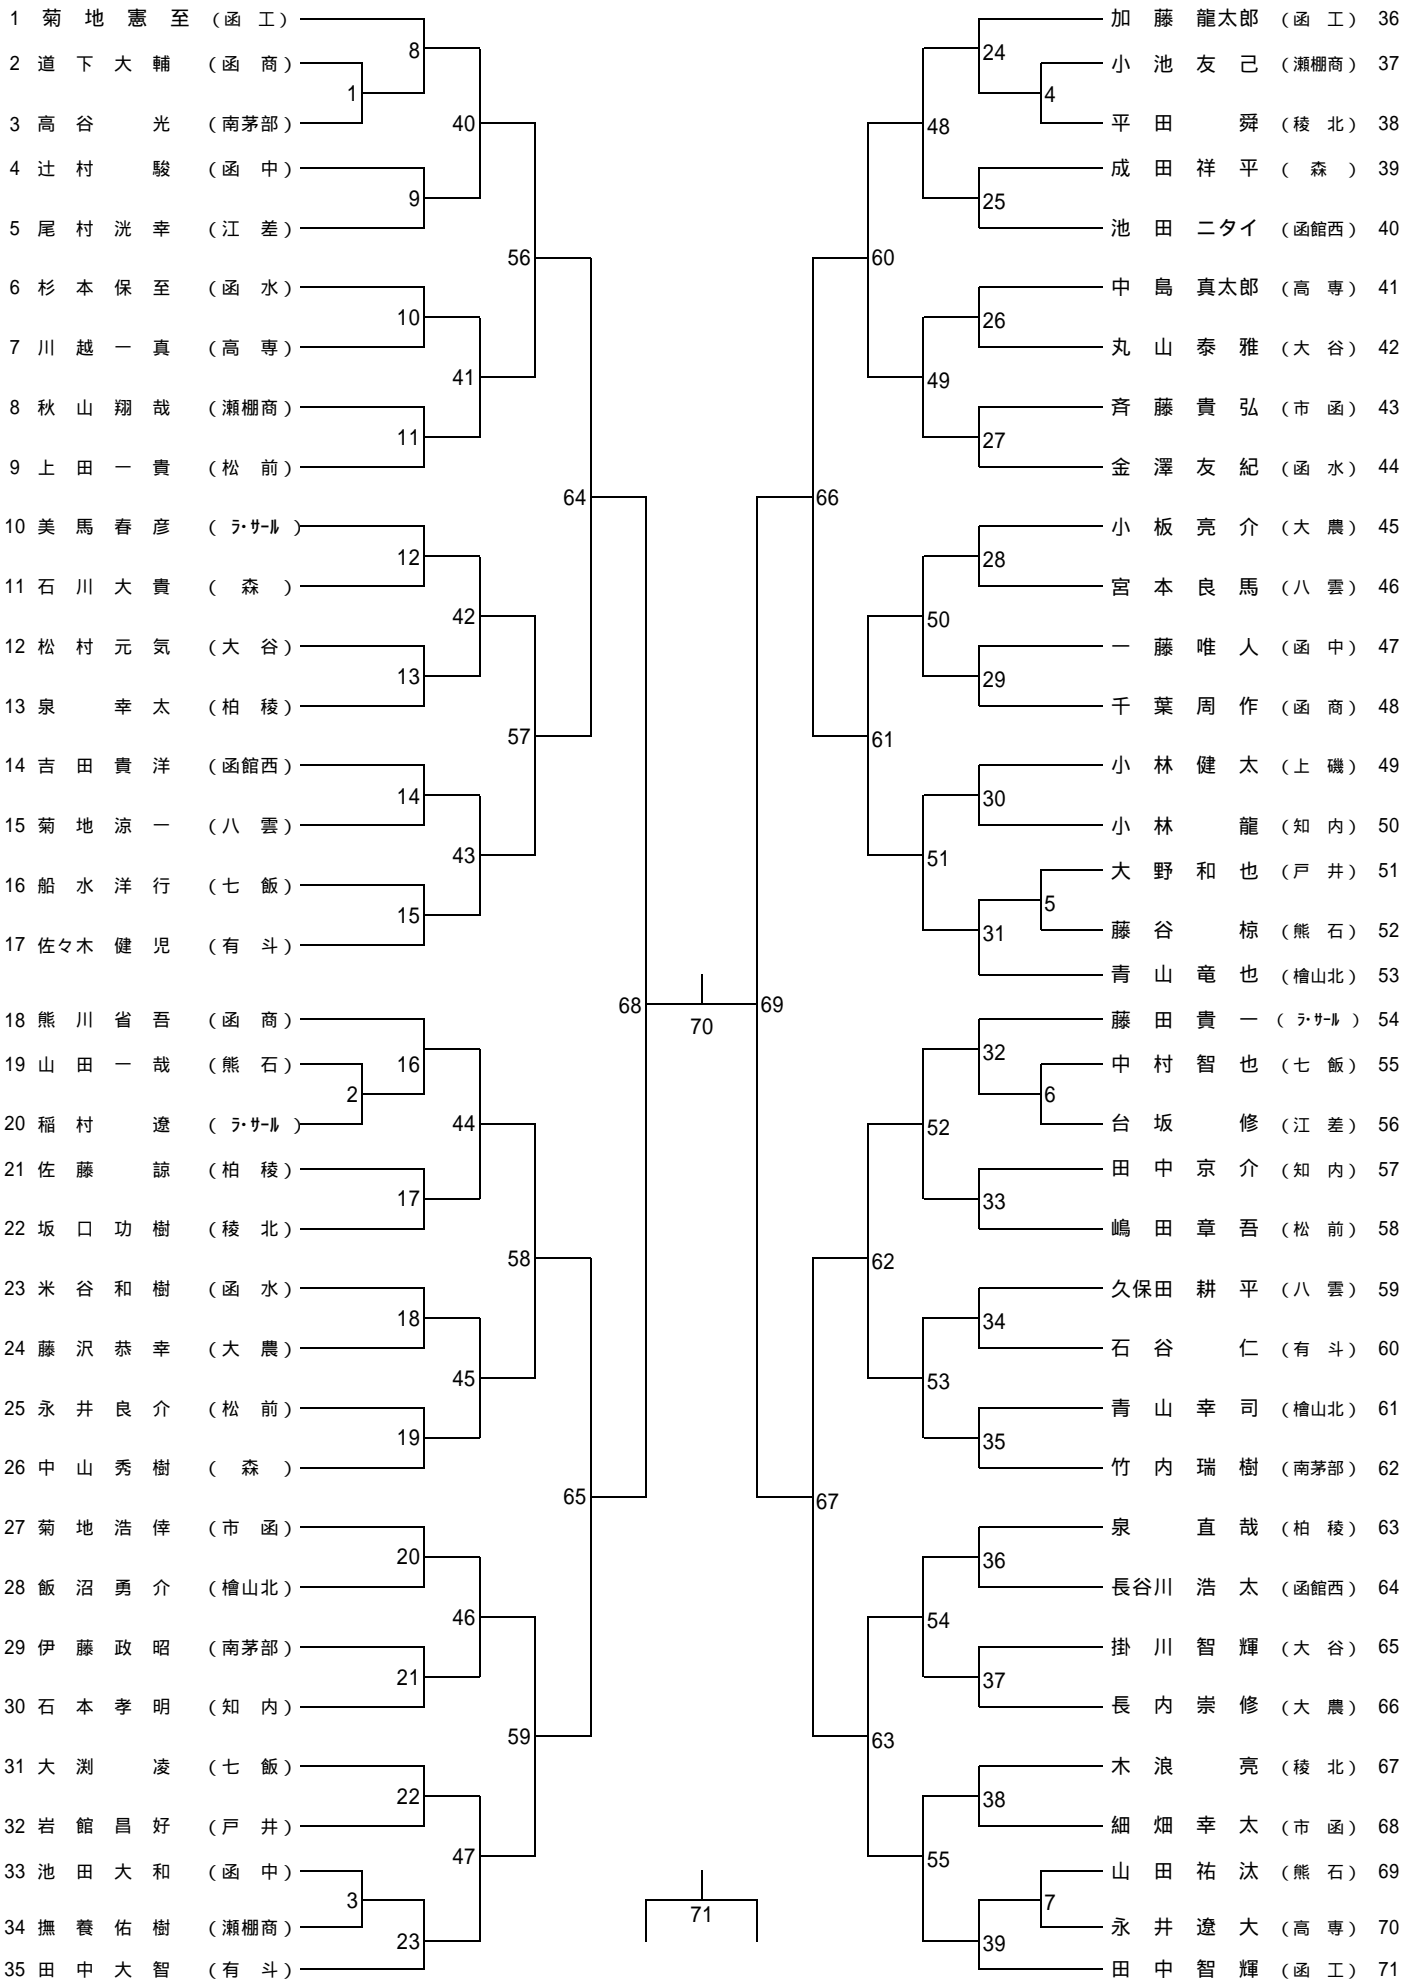 1 菊 地 憲 至 (函 工)
2 道 下 大 輔 (函 商)
3 高 谷 光 (南茅部)
4 辻 村 駿 (函 中)
5 尾 村 洸 幸 (江 差)
6 杉 本 保 至 (函 水)
7 川 越 一 真 (高 専)
8 秋 山 翔 哉 (瀬棚商)
9 上 田 一 貴 (松 前)
10 美 馬 春 彦 (ラ・サール)
11 石 川 大 貴 (森)
12 松 村 元 気 (大 谷)
13 泉 幸 太 (柏 稜)
14 吉 田 貴 洋 (函館西)
15 菊 地 涼 一 (八 雲)
16 船 水 洋 行 (七 飯)
17 佐々木 健 児 (有 斗)
18 熊 川 省 吾 (函 商)
19 山 田 一 哉 (熊 石)
20 稲 村 遼 (ラ・サール)
21 佐 藤 諒 (柏 稜)
22 坂 口 功 樹 (稜 北)
23 米 谷 和 樹 (函 水)
24 藤 沢 恭 幸 (大 農)
25 永 井 良 介 (松 前)
26 中 山 秀 樹 (森)
27 菊 地 浩 倖 (市 函)
28 飯 沼 勇 介 (檜山北)
29 伊 藤 政 昭 (南茅部)
30 石 本 孝 明 (知 内)
31 大 渕 凌 (七 飯)
32 岩 館 昌 好 (戸 井)
33 池 田 大 和 (函 中)
34 撫 養 佑 樹 (瀬棚商)
35 田 中 大 智 (有 斗)
1
2
3
8
9
10
11
12
13
14
15
16
17
18
19
20
21
22
23
40
41
42
43
44
45
46
47
56
57
58
59
64
65
68
70
71
69
66
67
60
61
62
63
48
49
50
51
52
53
54
55
24
25
26
27
28
29
30
31
32
33
34
35
36
37
38
39
4
5
6
7
加 藤 龍太郎 (函 工) 36
小 池 友 己 (瀬棚商) 37
平 田 舜 (稜 北) 38
成 田 祥 平 (森) 39
池 田 ニタイ (函館西) 40
中 島 真太郎 (高 専) 41
丸 山 泰 雅 (大 谷) 42
斉 藤 貴 弘 (市 函) 43
金 澤 友 紀 (函 水) 44
小 板 亮 介 (大 農) 45
宮 本 良 馬 (八 雲) 46
一 藤 唯 人 (函 中) 47
千 葉 周 作 (函 商) 48
小 林 健 太 (上 磯) 49
小 林 龍 (知 内) 50
大 野 和 也 (戸 井) 51
藤 谷 椋 (熊 石) 52
青 山 竜 也 (檜山北) 53
藤 田 貴 一 (ラ・サール) 54
中 村 智 也 (七 飯) 55
台 坂 修 (江 差) 56
田 中 京 介 (知 内) 57
嶋 田 章 吾 (松 前) 58
久保田 耕 平 (八 雲) 59
石 谷 仁 (有 斗) 60
青 山 幸 司 (檜山北) 61
竹 内 瑞 樹 (南茅部) 62
泉 直 哉 (柏 稜) 63
長谷川 浩 太 (函館西) 64
掛 川 智 輝 (大 谷) 65
長 内 崇 修 (大 農) 66
木 浪 亮 (稜 北) 67
細 畑 幸 太 (市 函) 68
山 田 祐 汰 (熊 石) 69
永 井 遼 大 (高 専) 70
田 中 智 輝 (函 工) 71